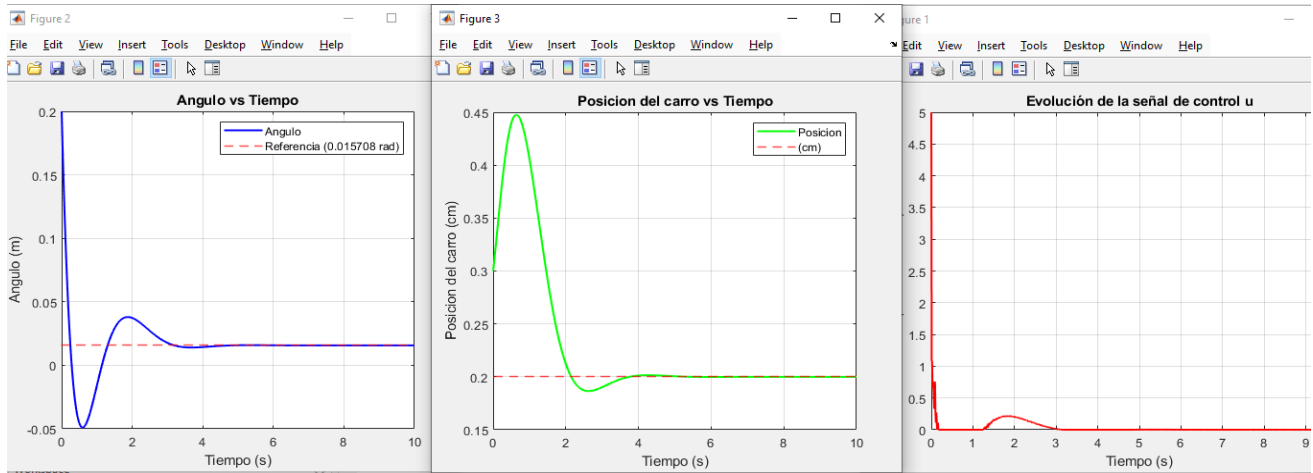 Figure 2
File Edit View Insert Tools Desktop Window Help
Angulo vs Tiempo
Angulo
Referencia (0.015708 rad)
0.2
0.15
0.1
0.05
0
-0.05
Angulo (m)
0 2 4 6 8 10
Tiempo (s)
Figure 3
File Edit View Insert Tools Desktop Window Help
Posicion del carro vs Tiempo
Posicion
(cm)
0.45
0.4
0.35
0.3
0.25
0.2
0.15
Posicion del carro (cm)
0 2 4 6 8 10
Tiempo (s)
gure 1
Edit View Insert Tools Desktop Window Help
Evolución de la señal de control u
5
4.5
4
3.5
3
2.5
2
1.5
1
0.5
0
0 1 2 3 4 5 6 7 8 9
Tiempo (s)